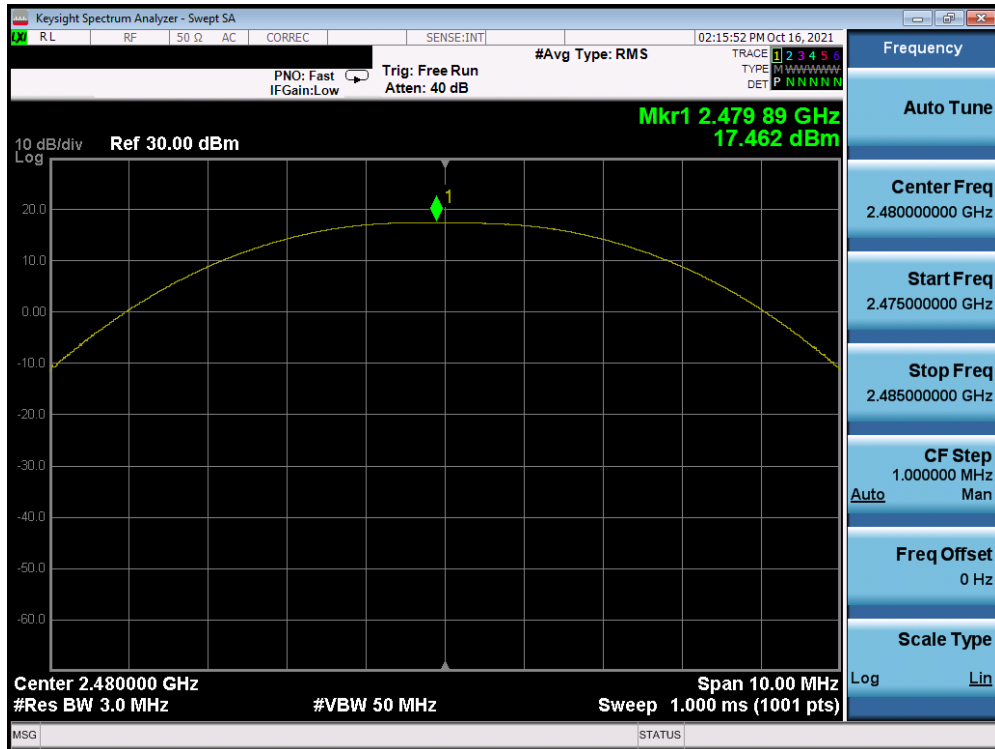 Keysight Spectrum Analyzer - Swept SA
LXI RL RF 50 Ω AC CORREC SENSE:INT 02:15:52 PM Oct 16, 2021
#Avg Type: RMS TRACE 1 2 3 4 5 6
PNO: Fast Trig: Free Run TYPE M WWWWW
IFGain:Low Atten: 40 dB DET P N N N N N
Mkr1 2.479 89 GHz
17.462 dBm
10 dB/div Ref 30.00 dBm
Log
1
20.0
10.0
0.00
-10.0
-20.0
-30.0
-40.0
-50.0
-60.0
Center 2.480000 GHz Span 10.00 MHz
#Res BW 3.0 MHz #VBW 50 MHz Sweep 1.000 ms (1001 pts)
MSG STATUS
Frequency
Auto Tune
Center Freq
2.480000000 GHz
Start Freq
2.475000000 GHz
Stop Freq
2.485000000 GHz
CF Step
1.000000 MHz
Auto Man
Freq Offset
0 Hz
Scale Type
Log Lin